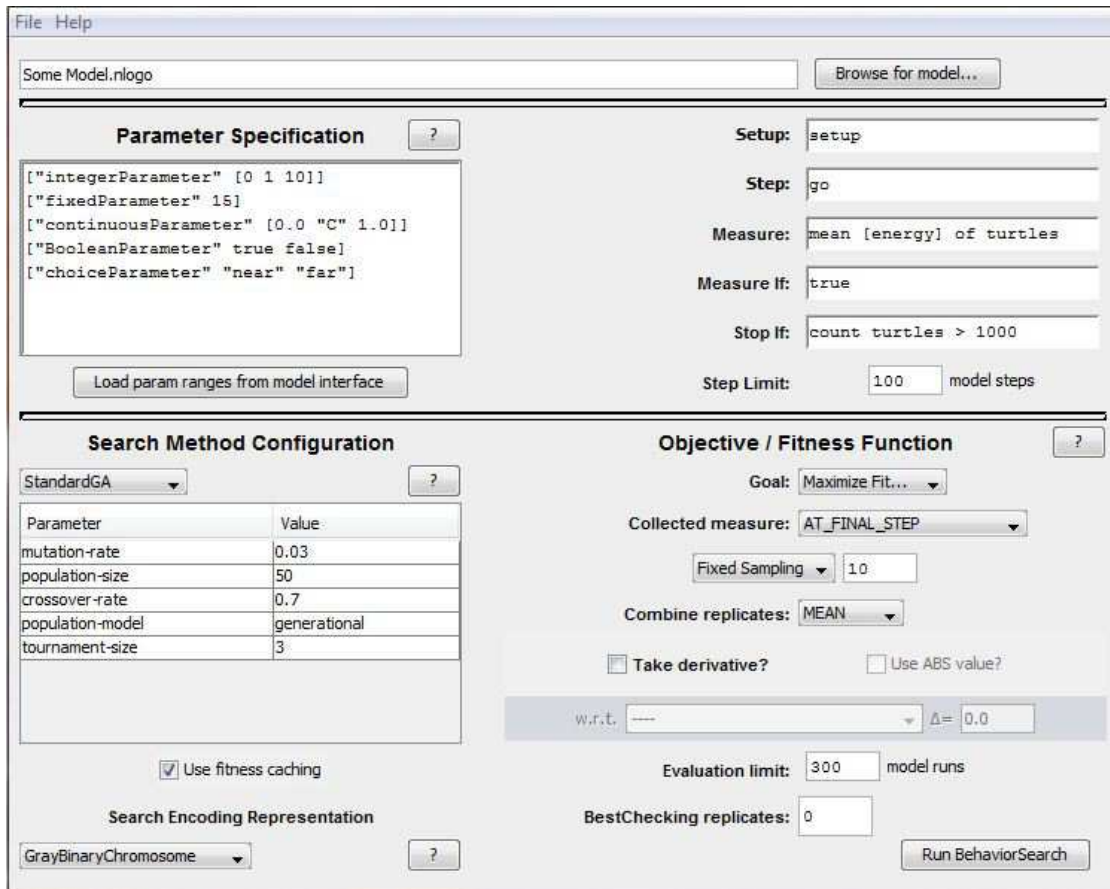 File Help
Some Model.nlogo Browse for model...
Parameter Specification ?
["integerParameter" [0 1 10]]
["fixedParameter" 15]
["continuousParameter" [0.0 "C" 1.0]]
["BooleanParameter" true false]
["choiceParameter" "near" "far"]
Load param ranges from model interface
Setup: setup
Step: go
Measure: mean [energy] of turtles
Measure If: true
Stop If: count turtles > 1000
Step Limit: 100 model steps
Search Method Configuration
StandardGA ?
Parameter Value
mutation-rate 0.03
population-size 50
crossover-rate 0.7
population-model generational
tournament-size 3
Use fitness caching
Search Encoding Representation
GrayBinaryChromosome ?
Objective / Fitness Function ?
Goal: Maximize Fit...
Collected measure: AT_FINAL_STEP
Fixed Sampling 10
Combine replicates: MEAN
Take derivative? Use ABS value?
w.r.t. ---- Δ= 0.0
Evaluation limit: 300 model runs
BestChecking replicates: 0
Run BehaviorSearch